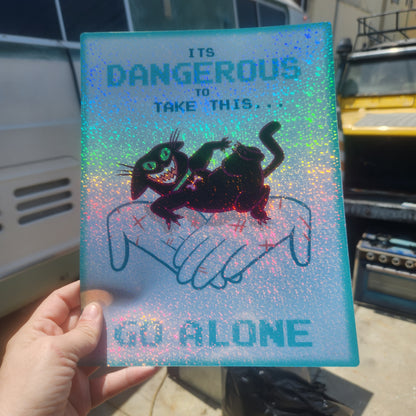 ITS
DANGEROUS
TO
TAKE THIS...
GO ALONE